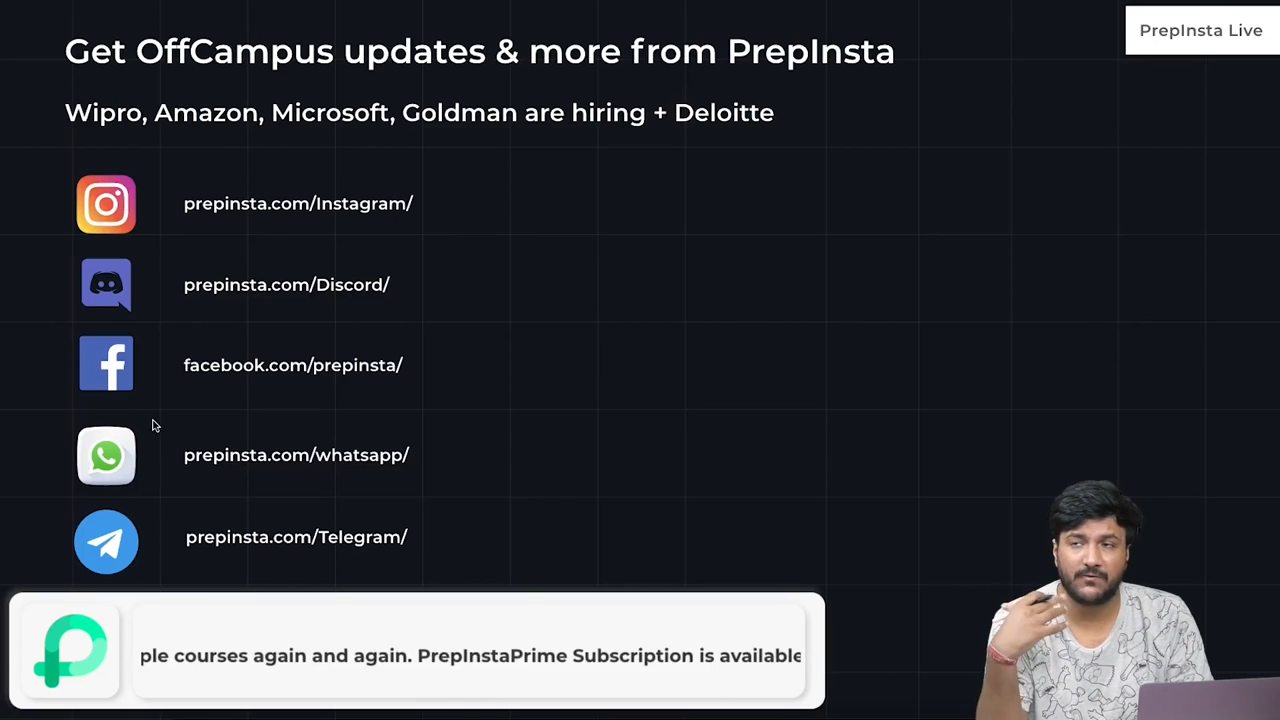 Get OffCampus updates & more from PrepInsta
PrepInsta Live
Wipro, Amazon, Microsoft, Goldman are hiring + Deloitte
prepinsta.com/Instagram/
prepinsta.com/Discord/
facebook.com/prepinsta/
prepinsta.com/whatsapp/
prepinsta.com/Telegram/
ple courses again and again. PrepInstaPrime Subscription is available